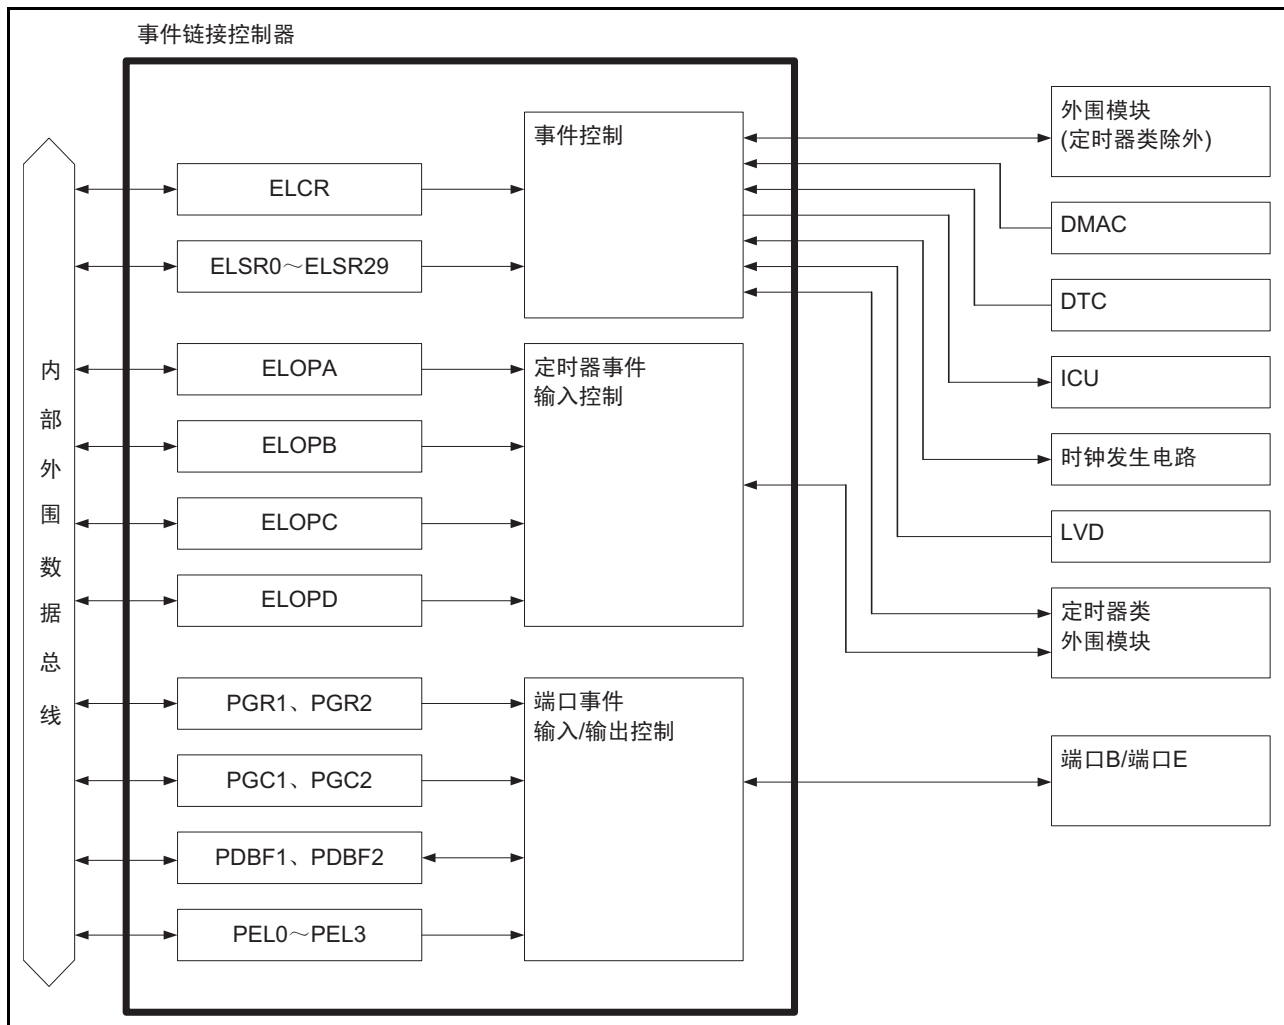 事件链接控制器
内部外围数据总线
ELCR
ELSR0～ELSR29
ELOPA
ELOPB
ELOPC
ELOPD
PGR1、PGR2
PGC1、PGC2
PDBF1、PDBF2
PEL0～PEL3
事件控制
定时器事件
输入控制
端口事件
输入/输出控制
外围模块
(定时器类除外)
DMAC
DTC
ICU
时钟发生电路
LVD
定时器类
外围模块
端口B/端口E